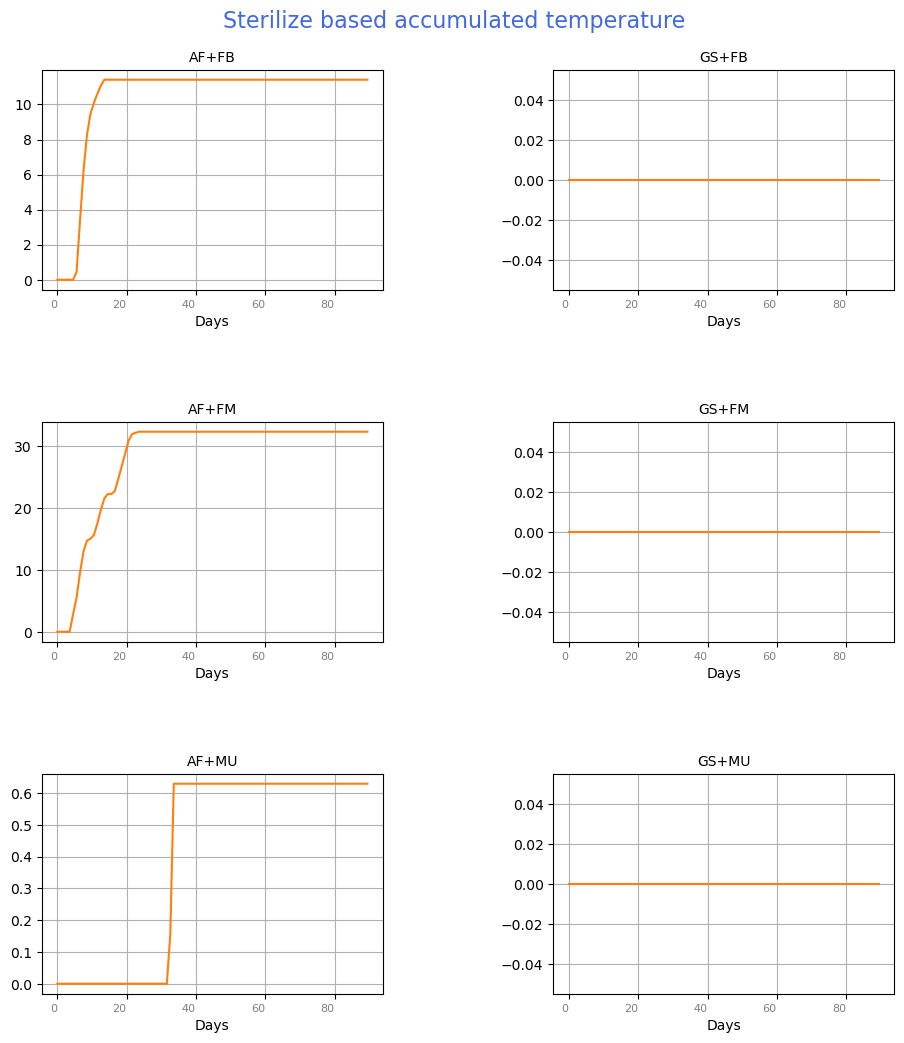 Sterilize based accumulated temperature
AF+FB
10
8
6
4
2
0
0 20 40 60 80
Days
GS+FB
0.04
0.02
0.00
−0.02
−0.04
0 20 40 60 80
Days
AF+FM
30
20
10
0
0 20 40 60 80
Days
GS+FM
0.04
0.02
0.00
−0.02
−0.04
0 20 40 60 80
Days
AF+MU
0.6
0.5
0.4
0.3
0.2
0.1
0.0
0 20 40 60 80
Days
GS+MU
0.04
0.02
0.00
−0.02
−0.04
0 20 40 60 80
Days